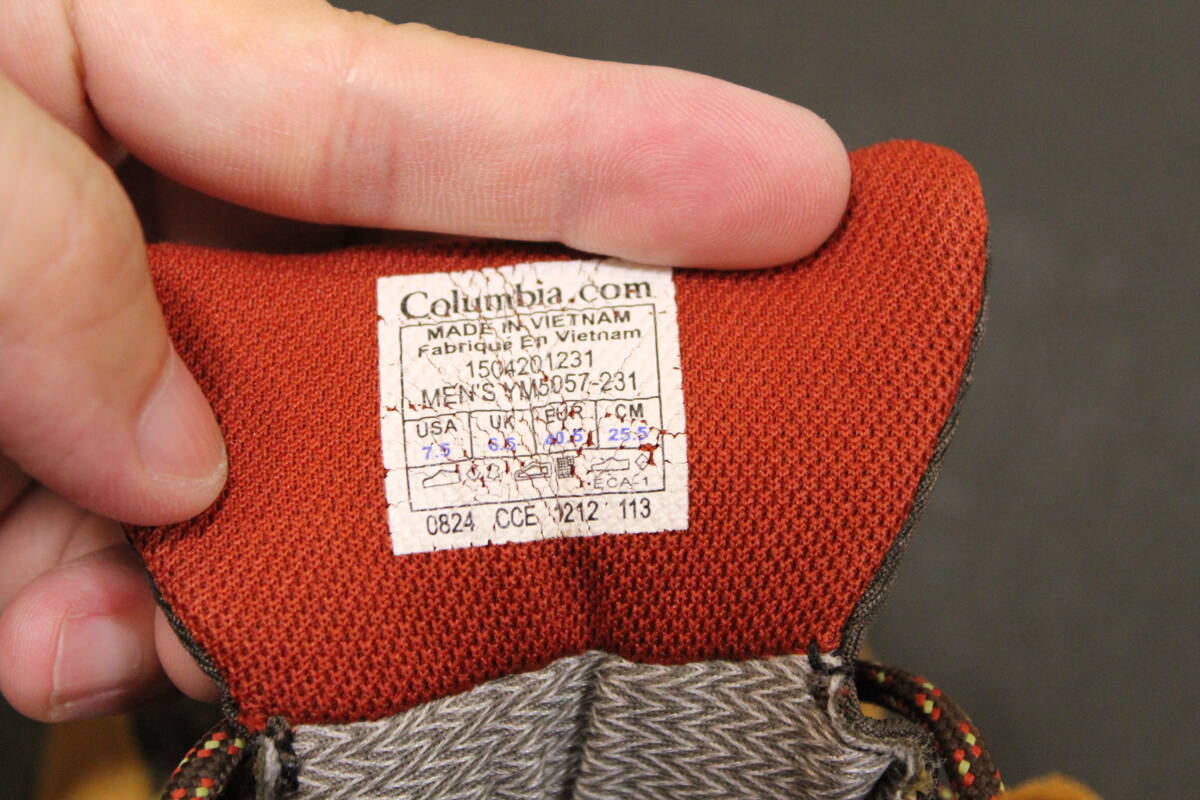 Columbia.com
MADE IN VIETNAM
Fabriqué En Vietnam
1504201231
MEN'S YM5057-231
USA UK EUR CM
7.5 6.5 40.5 25.5
ECA-1
0824 CCE 1212 113